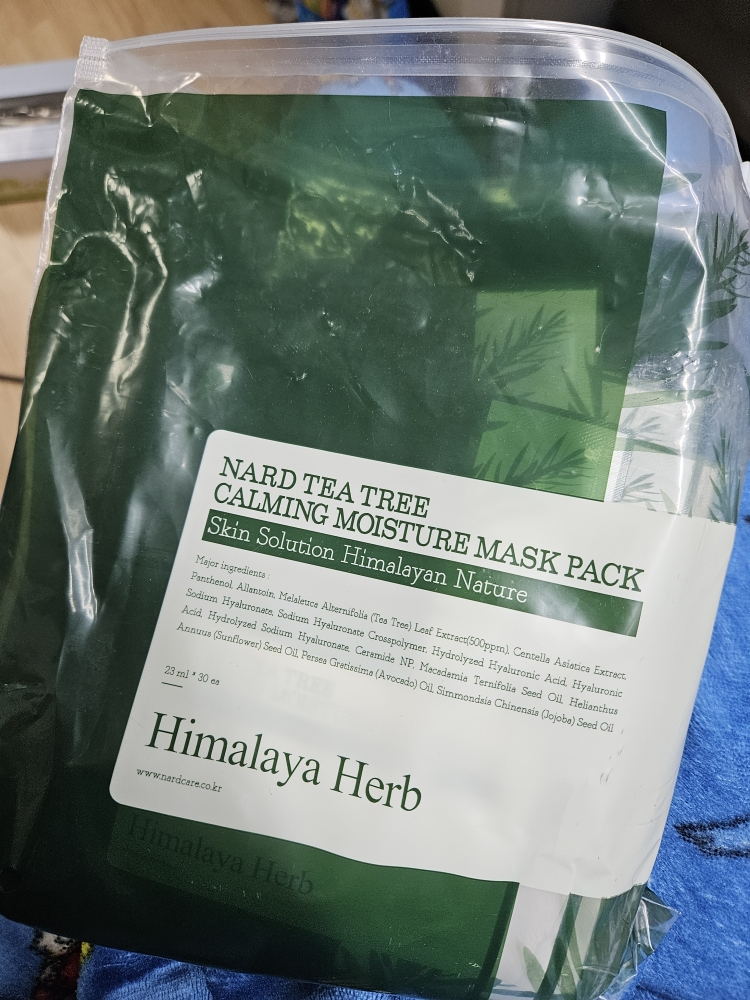 NARD TEA TREE
CALMING MOISTURE MASK PACK
Skin Solution Himalayan Nature
Major ingredients :
Panthenol, Allantoin, Melaleuca Alternifolia (Tea Tree) Leaf Extract(500ppm), Centella Asiatica Extract,
Sodium Hyaluronate, Sodium Hyaluronate Crosspolymer, Hydrolyzed Hyaluronic Acid, Hyaluronic
Acid, Hydrolyzed Sodium Hyaluronate, Ceramide NP, Macadamia Ternifolia Seed Oil, Helianthus
Annuus (Sunflower) Seed Oil, Persea Gratissima (Avocado) Oil, Simmondsia Chinensis (Jojoba) Seed Oil
23 ml * 30 ea
Himalaya Herb
www.nardcare.co.kr
Himalaya Herb